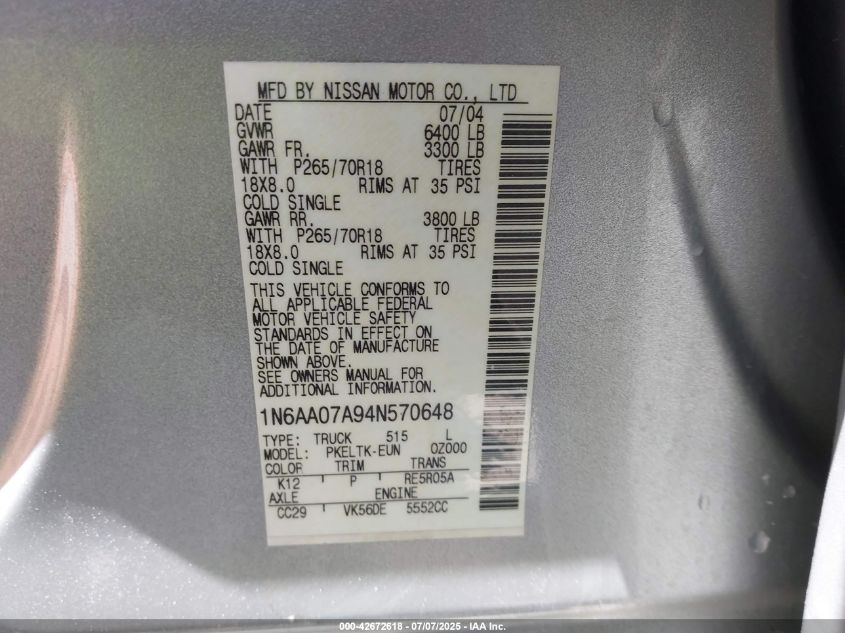 MFD BY NISSAN MOTOR CO., LTD
DATE 07/04
GVWR 6400 LB
GAWR FR. 3300 LB
WITH P265/70R18 TIRES
18X8.0 RIMS AT 35 PSI
COLD SINGLE
GAWR RR. 3800 LB
WITH P265/70R18 TIRES
18X8.0 RIMS AT 35 PSI
COLD SINGLE
THIS VEHICLE CONFORMS TO
ALL APPLICABLE FEDERAL
MOTOR VEHICLE SAFETY
STANDARDS IN EFFECT ON
THE DATE OF MANUFACTURE
SHOWN ABOVE.
SEE OWNERS MANUAL FOR
ADDITIONAL INFORMATION.
1N6AA07A94N570648
TYPE: TRUCK 515 L
MODEL: PKELTK-EUN 0Z000
COLOR TRIM TRANS
K12 P RE5R05A
AXLE ENGINE
CC29 VK56DE 5552CC
000-42672618 - 07/07/2025 - IAA Inc.